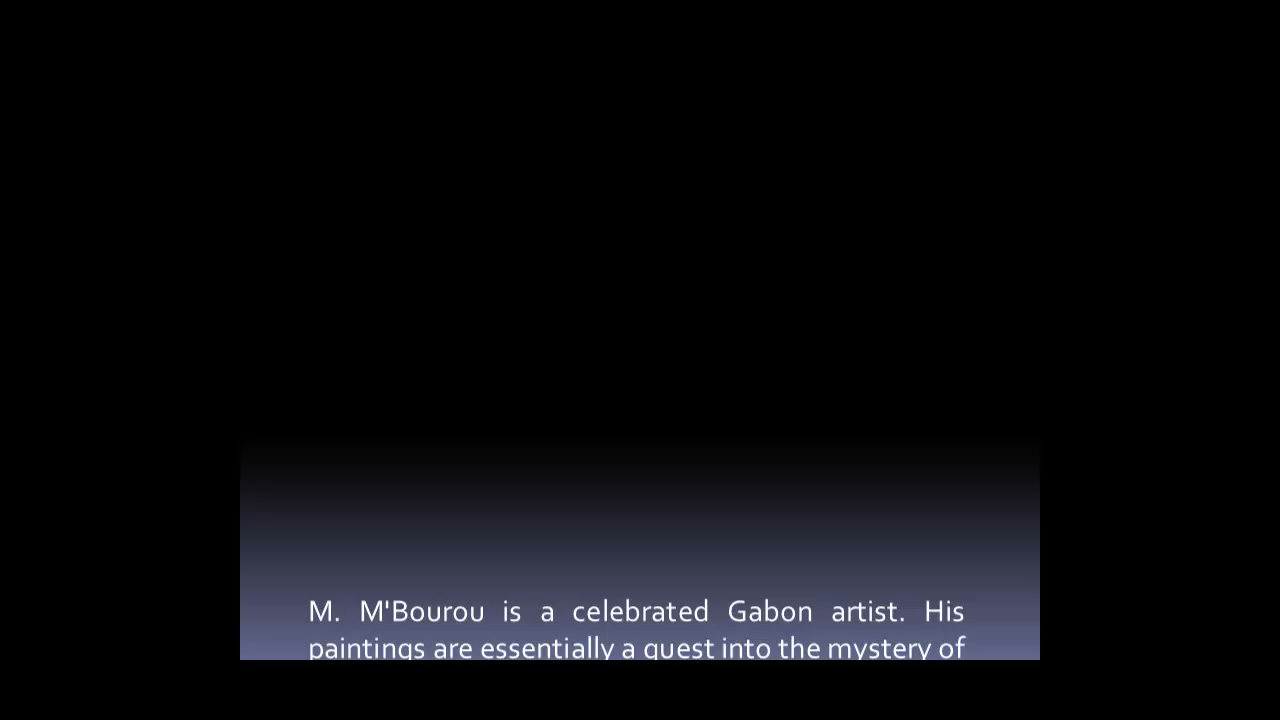 M. M'Bourou is a celebrated Gabon artist. His
paintings are essentially a quest into the mystery of